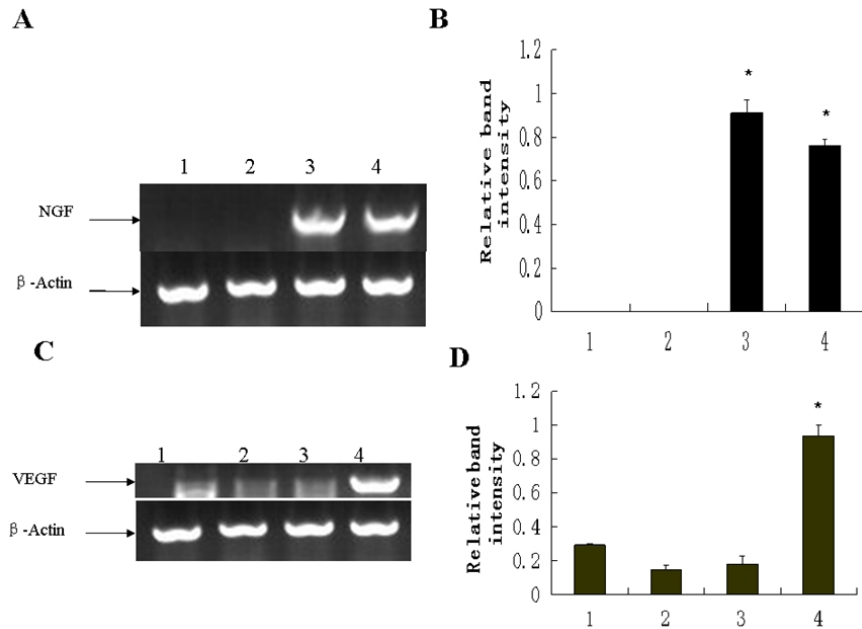 A
1 2 3 4
NGF
β-Actin
B
Relative band
intensity
1.2
1
0.8
0.6
0.4
0.2
0
*
*
1 2 3 4
C
1 2 3 4
VEGF
β-Actin
D
Relative band
intensity
1.2
1
0.8
0.6
0.4
0.2
0
*
1 2 3 4